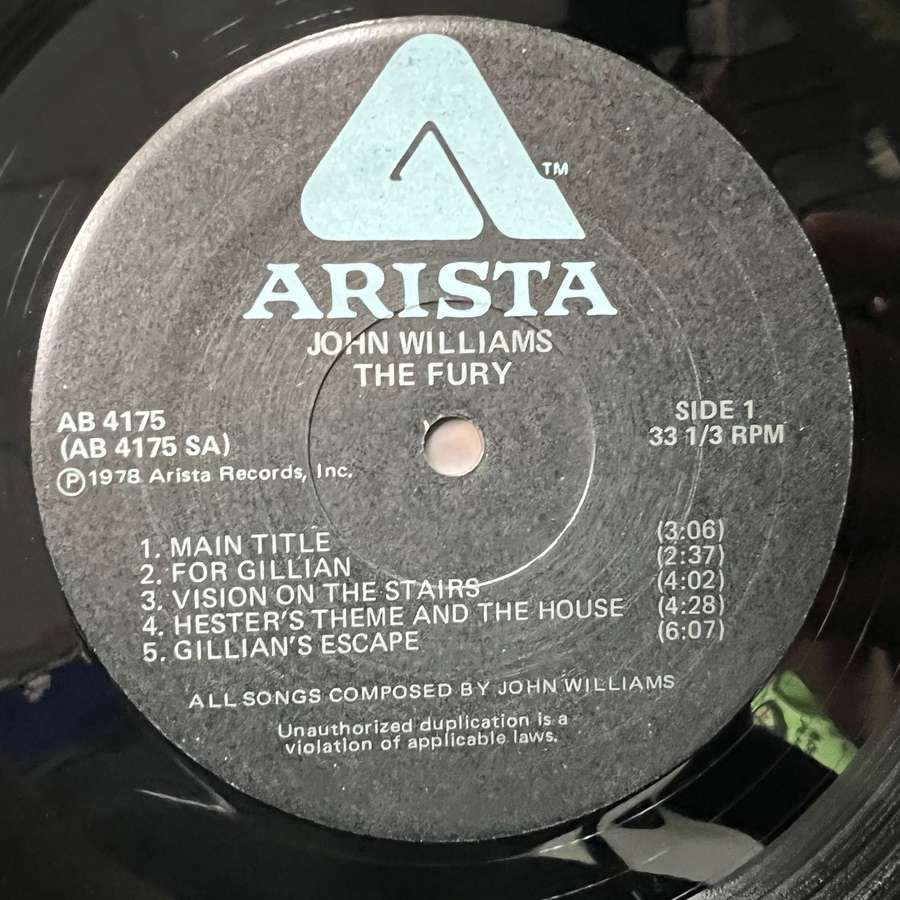 TM
ARISTA
JOHN WILLIAMS
THE FURY
AB 4175
(AB 4175 SA)
Ⓟ1978 Arista Records, Inc.
SIDE 1
33 1/3 RPM
1. MAIN TITLE (3:06)
2. FOR GILLIAN (2:37)
3. VISION ON THE STAIRS (4:02)
4. HESTER'S THEME AND THE HOUSE (4:28)
5. GILLIAN'S ESCAPE (6:07)
ALL SONGS COMPOSED BY JOHN WILLIAMS
Unauthorized duplication is a
violation of applicable laws.